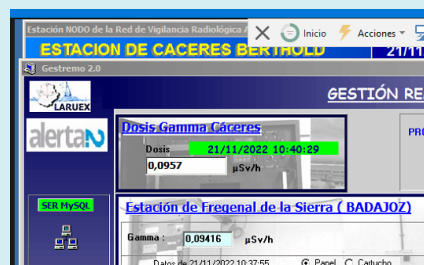 Estación NODO de la Red de Vigilancia Radiológica
Inicio
Acciones
ESTACION DE CACERES BERTHOLD
21/11
Gestremo 2.0
LARUEX
GESTIÓN RE
alerta2
Dosis Gamma Cáceres
PRO
Dosis
21/11/2022 10:40:29
0,0957
µSv/h
SER MySQL
Estación de Fregenal de la Sierra ( BADAJOZ)
Gamma :
0,09416
µSv/h
Datos de 21/11/2022 10:37:55
Panel
Cartucho